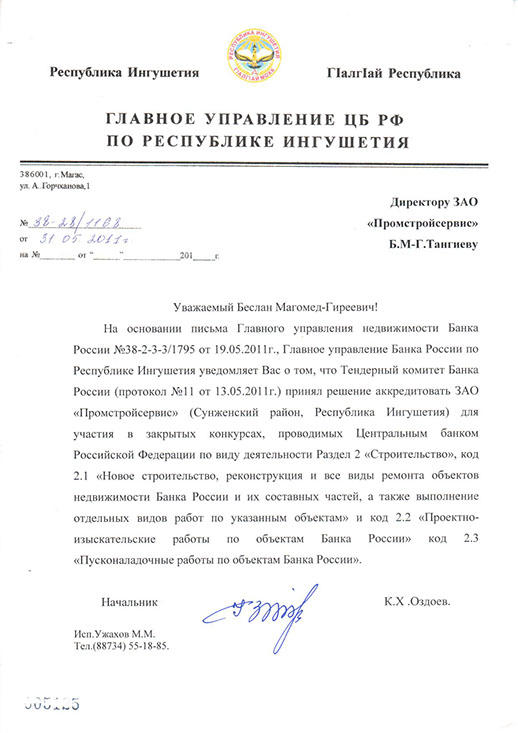 Республика Ингушетия
РЕСПУБЛИКА ИНГУШЕТИЯ
ГӀАЛГӀАЙМОХК
ГIалгIай Республика
ГЛАВНОЕ УПРАВЛЕНИЕ ЦБ РФ
ПО РЕСПУБЛИКЕ ИНГУШЕТИЯ
386001, г.Магас,
ул. А..Горчханова,1
№ 38-28/1168
от 31 05 2011г
на №________ от "______"____________201_____г.
Директору ЗАО
«Промстройсервис»
Б.М-Г.Тангиеву
Уважаемый Беслан Магомед-Гиреевич!
На основании письма Главного управления недвижимости Банка
России №38-2-3-3/1795 от 19.05.2011г., Главное управление Банка России по
Республике Ингушетия уведомляет Вас о том, что Тендерный комитет Банка
России (протокол №11 от 13.05.2011г.) принял решение аккредитовать ЗАО
«Промстройсервис» (Сунженский район, Республика Ингушетия) для
участия в закрытых конкурсах, проводимых Центральным банком
Российской Федерации по виду деятельности Раздел 2 «Строительство», код
2.1 «Новое строительство, реконструкция и все виды ремонта объектов
недвижимости Банка России и их составных частей, а также выполнение
отдельных видов работ по указанным объектам» и код 2.2 «Проектно-
изыскательские работы по объектам Банка России» код 2.3
«Пусконаладочные работы по объектам Банка России».
Начальник
К.Х .Оздоев.
Исп.Ужахов М.М.
Тел.(88734) 55-18-85.